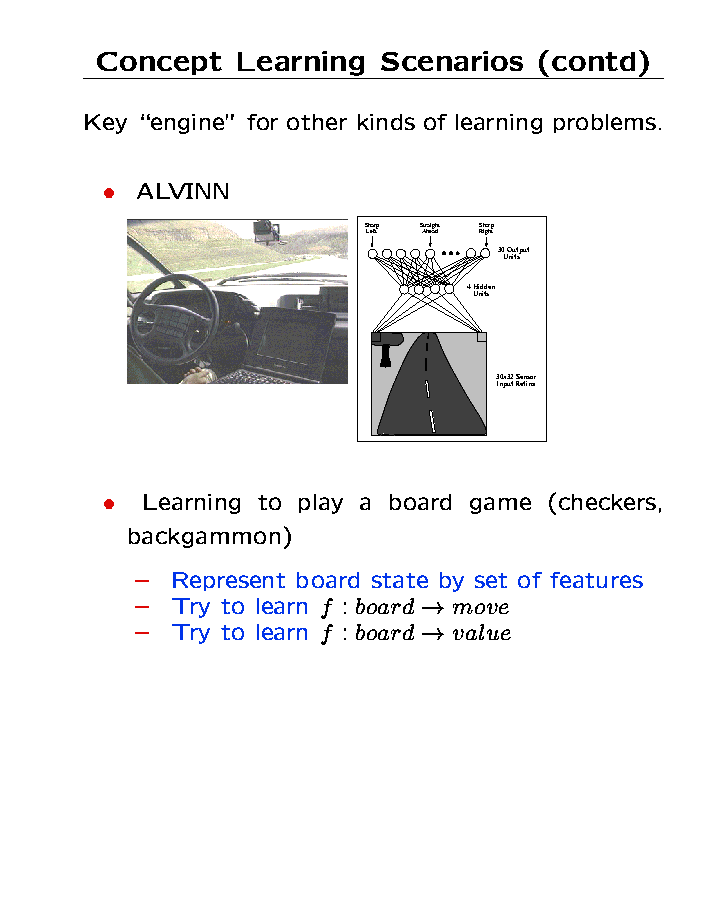 Concept Learning Scenarios (contd)
Key “engine” for other kinds of learning problems.
• ALVINN
Sharp
Left
Straight
Ahead
Sharp
Right
30 Output
Units
4 Hidden
Units
30x32 Sensor
Input Retina
• Learning to play a board game (checkers,
backgammon)
– Represent board state by set of features
– Try to learn f : board → move
– Try to learn f : board → value